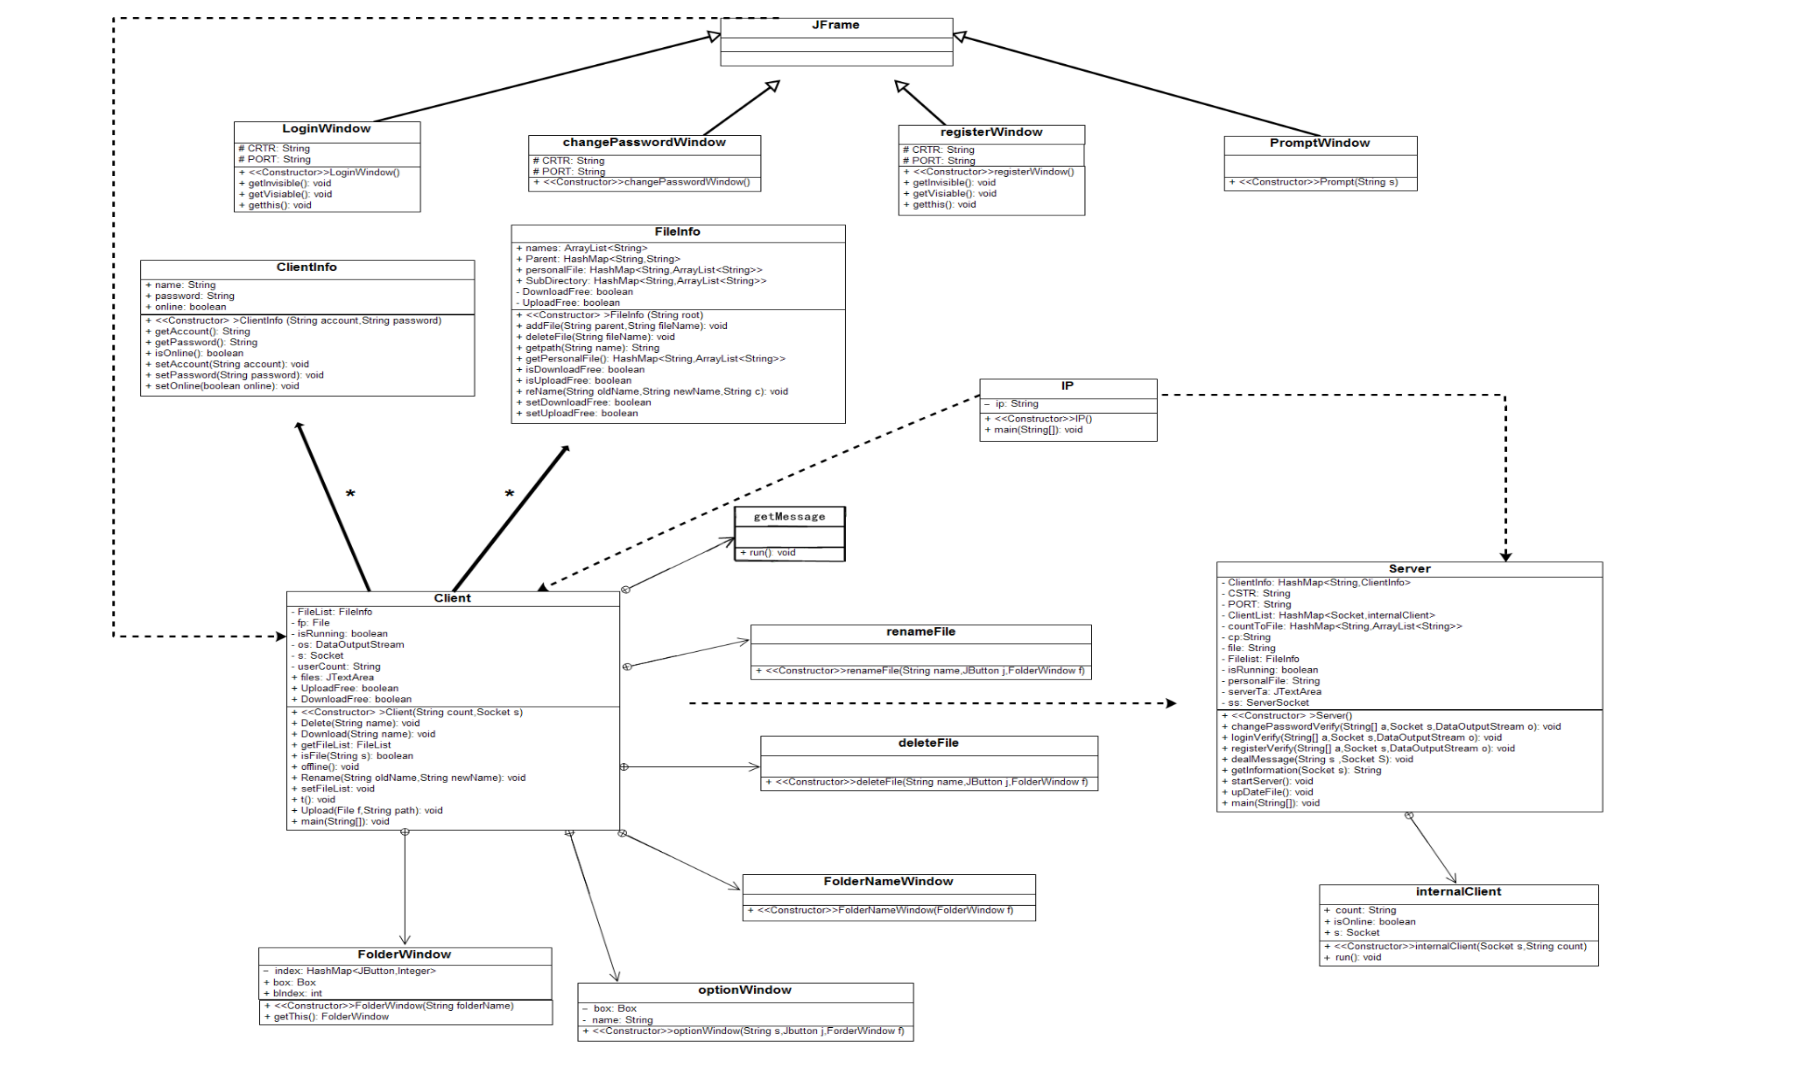 JFrame
LoginWindow
# CRTR: String
# PORT: String
+ <<Constructor>>LoginWindow()
+ getInvisible(): void
+ getVisiable(): void
+ getthis(): void
changePasswordWindow
# CRTR: String
# PORT: String
+ <<Constructor>>changePasswordWindow()
registerWindow
# CRTR: String
# PORT: String
+ <<Constructor>>registerWindow()
+ getInvisible(): void
+ getVisiable(): void
+ getthis(): void
PromptWindow
+ <<Constructor>>Prompt(String s)
ClientInfo
+ name: String
+ password: String
+ online: boolean
+ <<Constructor> >ClientInfo (String account,String password)
+ getAccount(): String
+ getPassword(): String
+ isOnline(): boolean
+ setAccount(String account): void
+ setPassword(String password): void
+ setOnline(boolean online): void
FileInfo
+ names: ArrayList<String>
+ Parent: HashMap<String,String>
+ personalFile: HashMap<String,ArrayList<String>>
+ SubDirectory: HashMap<String,ArrayList<String>>
- DownloadFree: boolean
- UploadFree: boolean
+ <<Constructor> >FileInfo (String root)
+ addFile(String parent,String fileName): void
+ deleteFile(String fileName): void
+ getpath(String name): String
+ getPersonalFile(): HashMap<String,ArrayList<String>>
+ isDownloadFree: boolean
+ isUploadFree: boolean
+ reName(String oldName,String newName,String c): void
+ setDownloadFree: boolean
+ setUploadFree: boolean
IP
– ip: String
+ <<Constructor>>IP()
+ main(String[]): void
*
*
getMessage
+ run(): void
Client
- FileList: FileInfo
- fp: File
- isRunning: boolean
- os: DataOutputStream
- s: Socket
- userCount: String
+ files: JTextArea
+ UploadFree: boolean
+ DownloadFree: boolean
+ <<Constructor> >Client(String count,Socket s)
+ Delete(String name): void
+ Download(String name): void
+ getFileList: FileList
+ isFile(String s): boolean
+ offline(): void
+ Rename(String oldName,String newName): void
+ setFileList: void
+ t(): void
+ Upload(File f,String path): void
+ main(String[]): void
renameFile
+ <<Constructor>>renameFile(String name,JButton j,FolderWindow f)
deleteFile
+ <<Constructor>>deleteFile(String name,JButton j,FolderWindow f)
Server
- ClientInfo: HashMap<String,ClientInfo>
- CSTR: String
- PORT: String
- ClientList: HashMap<Socket,internalClient>
- countToFile: HashMap<String,ArrayList<String>>
- cp:String
- file: String
- Filelist: FileInfo
- isRunning: boolean
- personalFile: String
- serverTa: JTextArea
- ss: ServerSocket
+ <<Constructor> >Server()
+ changePasswordVerify(String[] a,Socket s,DataOutputStream o): void
+ loginVerify(String[] a,Socket s,DataOutputStream o): void
+ registerVerify(String[] a,Socket s,DataOutputStream o): void
+ dealMessage(String s ,Socket S): void
+ getInformation(Socket s): String
+ startServer(): void
+ upDateFile(): void
+ main(String[]): void
FolderNameWindow
+ <<Constructor>>FolderNameWindow(FolderWindow f)
internalClient
+ count: String
+ isOnline: boolean
+ s: Socket
+ <<Constructor>>internalClient(Socket s,String count)
+ run(): void
FolderWindow
– index: HashMap<JButton,Integer>
+ box: Box
+ bIndex: int
+ <<Constructor>>FolderWindow(String folderName)
+ getThis(): FolderWindow
optionWindow
– box: Box
- name: String
+ <<Constructor>>optionWindow(String s,Jbutton j,ForderWindow f)